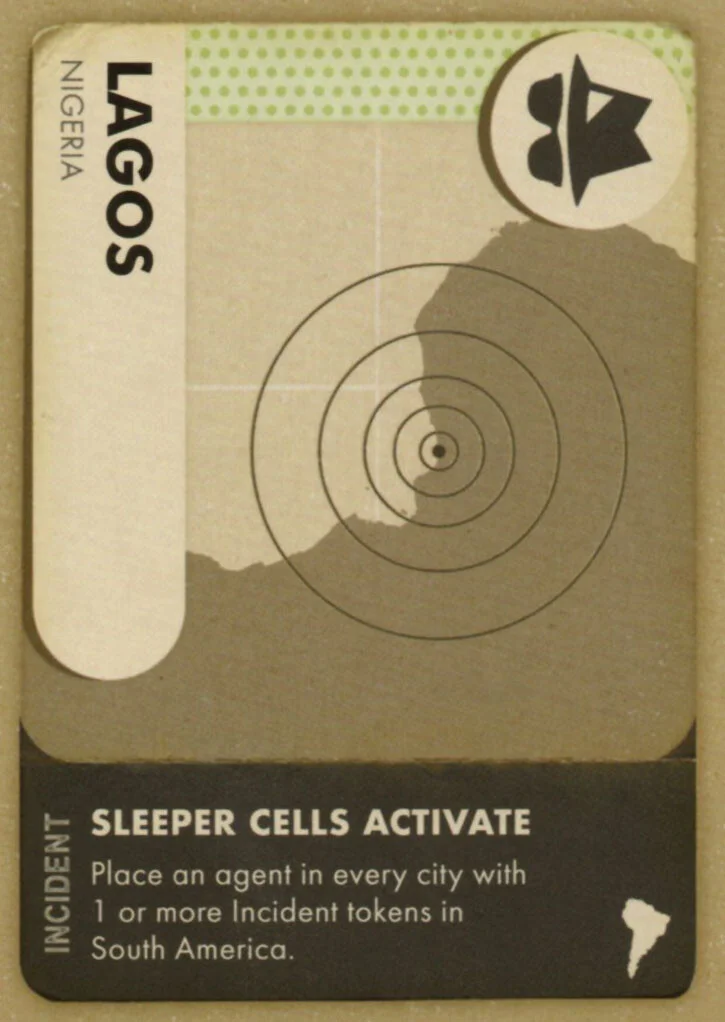 LAGOS
NIGERIA
INCIDENT
SLEEPER CELLS ACTIVATE
Place an agent in every city with
1 or more Incident tokens in
South America.